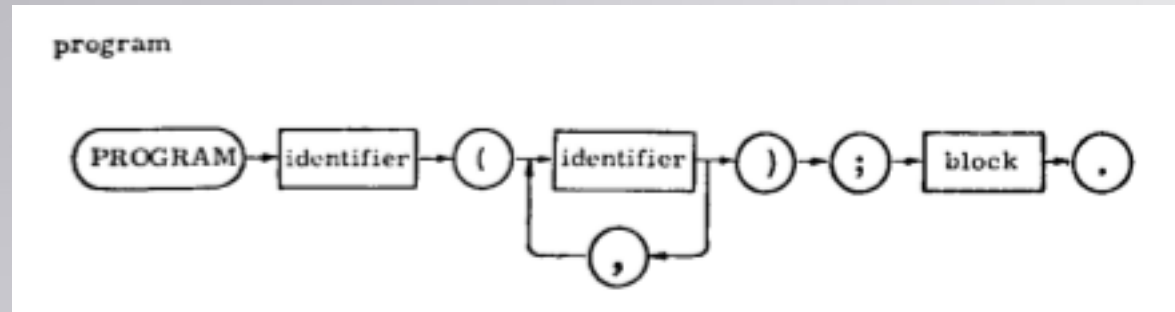 program
PROGRAM identifier ( identifier ) ; block .
,